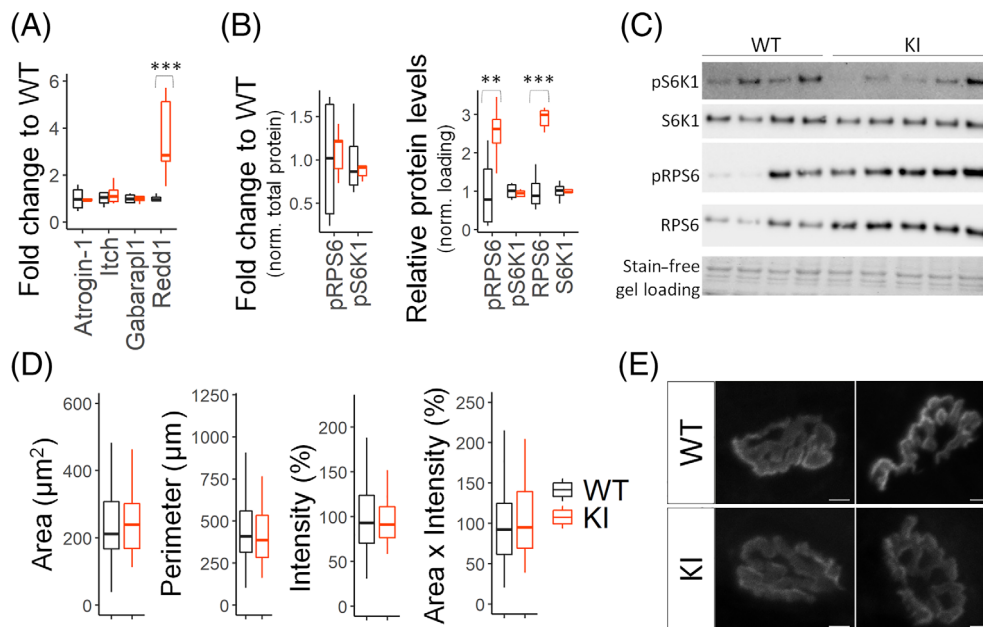 (A)
Fold change to WT
6
4
2
0
***
Atrogin-1
Itch
Gabarapl1
Redd1
(B)
Fold change to WT
(norm. total protein)
1.5
1.0
0.5
pRPS6
pS6K1
Relative protein levels
(norm. loading)
3
2
1
0
**
***
pRPS6
pS6K1
RPS6
S6K1
(C)
WT
KI
pS6K1
S6K1
pRPS6
RPS6
Stain-free
gel loading
(D)
Area (µm²)
600
400
200
0
Perimeter (µm)
1250
1000
750
500
250
0
Intensity (%)
200
150
100
50
0
Area x Intensity (%)
250
200
150
100
50
0
WT
KI
(E)
WT
KI